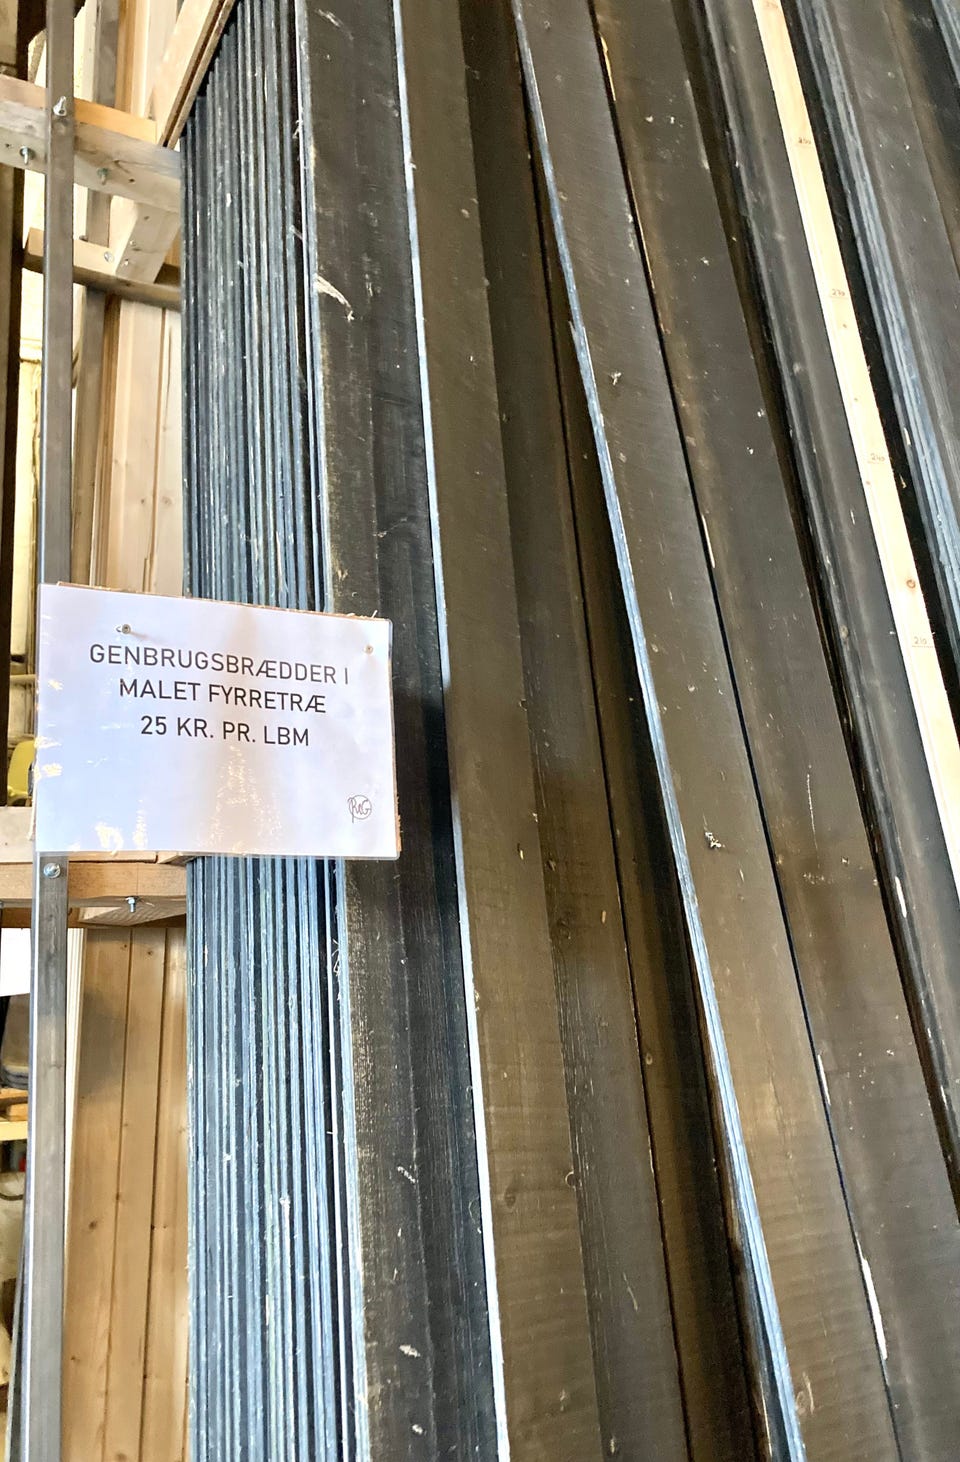 GENBRUGSBRÆDDER I
MALET FYRRETRÆ
25 KR. PR. LBM